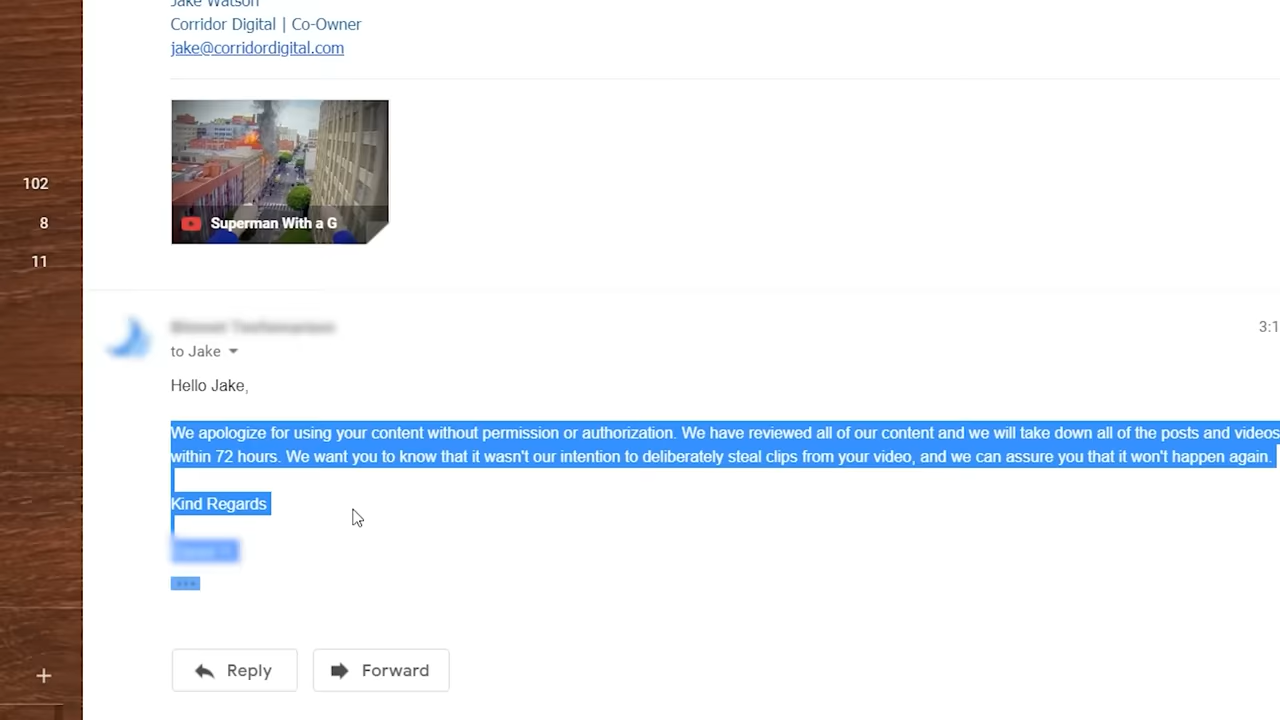 Jake Watson
Corridor Digital | Co-Owner
jake@corridordigital.com
Superman With a G
102
8
11
3:1
to Jake
Hello Jake,
We apologize for using your content without permission or authorization. We have reviewed all of our content and we will take down all of the posts and videos
within 72 hours. We want you to know that it wasn't our intention to deliberately steal clips from your video, and we can assure you that it won't happen again.
Kind Regards
Reply
Forward